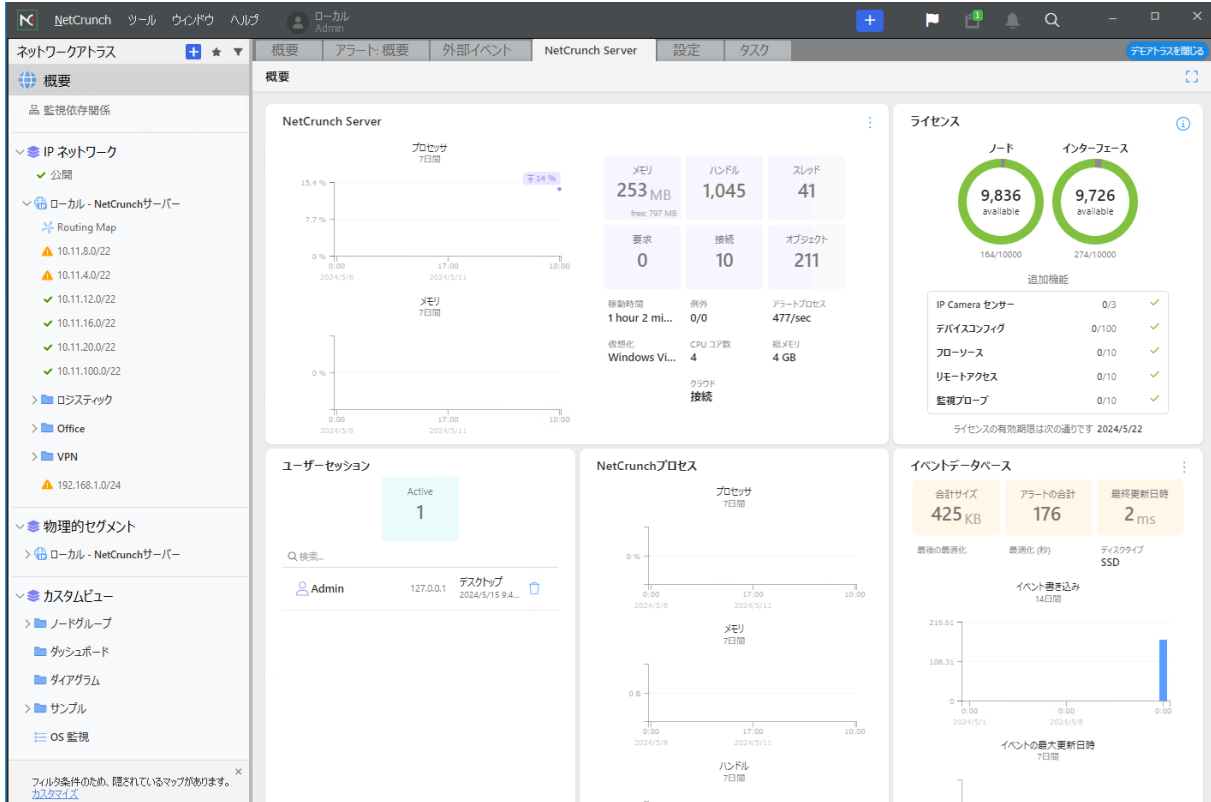 NetCrunch ツール ウィンドウ ヘルプ
ローカル
Admin
1
ネットワークアトラス
概要
監視依存関係
IP ネットワーク
公開
ローカル - NetCrunchサーバー
Routing Map
10.11.8.0/22
10.11.4.0/22
10.11.12.0/22
10.11.16.0/22
10.11.20.0/22
10.11.100.0/22
ロジスティック
Office
VPN
192.168.1.0/24
物理的セグメント
ローカル - NetCrunchサーバー
カスタムビュー
ノードグループ
ダッシュボード
ダイアグラム
サンプル
OS 監視
フィルタ条件のため、隠されているマップがあります。
カスタマイズ
概要 アラート: 概要 外部イベント NetCrunch Server 設定 タスク
デモアトラスを閉じる
概要
NetCrunch Server
プロセッサ
7日間
14 %
15.4 %
7.7 %
0 %
0:00 17:00 10:00
2024/5/8 2024/5/11
メモリ
7日間
0 %
0:00 17:00 10:00
2024/5/8 2024/5/11
メモリ ハンドル スレッド
253 MB 1,045 41
free: 797 MB
要求 接続 オブジェクト
0 10 211
稼動時間 例外 アラートプロセス
1 hour 2 mi... 0/0 477/sec
仮想化 CPU コア数 総メモリ
Windows Vi... 4 4 GB
クラウド
接続
ライセンス
ノード インターフェース
9,836 9,726
available available
164/10000 274/10000
追加機能
IP Camera センサー 0/3
デバイスコンフィグ 0/100
フローソース 0/10
リモートアクセス 0/10
監視プローブ 0/10
ライセンスの有効期限は次の通りです 2024/5/22
ユーザーセッション
Active
1
検索...
Admin 127.0.0.1 デスクトップ
2024/5/15 9:4...
NetCrunchプロセス
プロセッサ
7日間
0 %
0:00 17:00 10:00
2024/5/8 2024/5/11
メモリ
7日間
0 B
0:00 17:00 10:00
2024/5/8 2024/5/11
ハンドル
7日間
イベントデータベース
合計サイズ アラートの合計 最終更新日時
425 KB 176 2 ms
最後の最適化 最適化 (秒) ディスクタイプ
SSD
イベント書き込み
14日間
216.61
108.31
0
0:00 0:00 0:00
2024/5/1 2024/5/8
イベントの最大更新日時
7日間